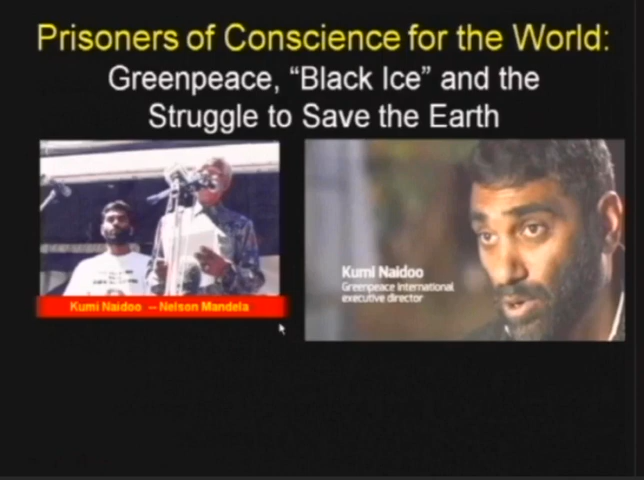 Prisoners of Conscience for the World:
Greenpeace, “Black Ice” and the
Struggle to Save the Earth
Kumi Naidoo -- Nelson Mandela
Kumi Naidoo
Greenpeace International
executive director